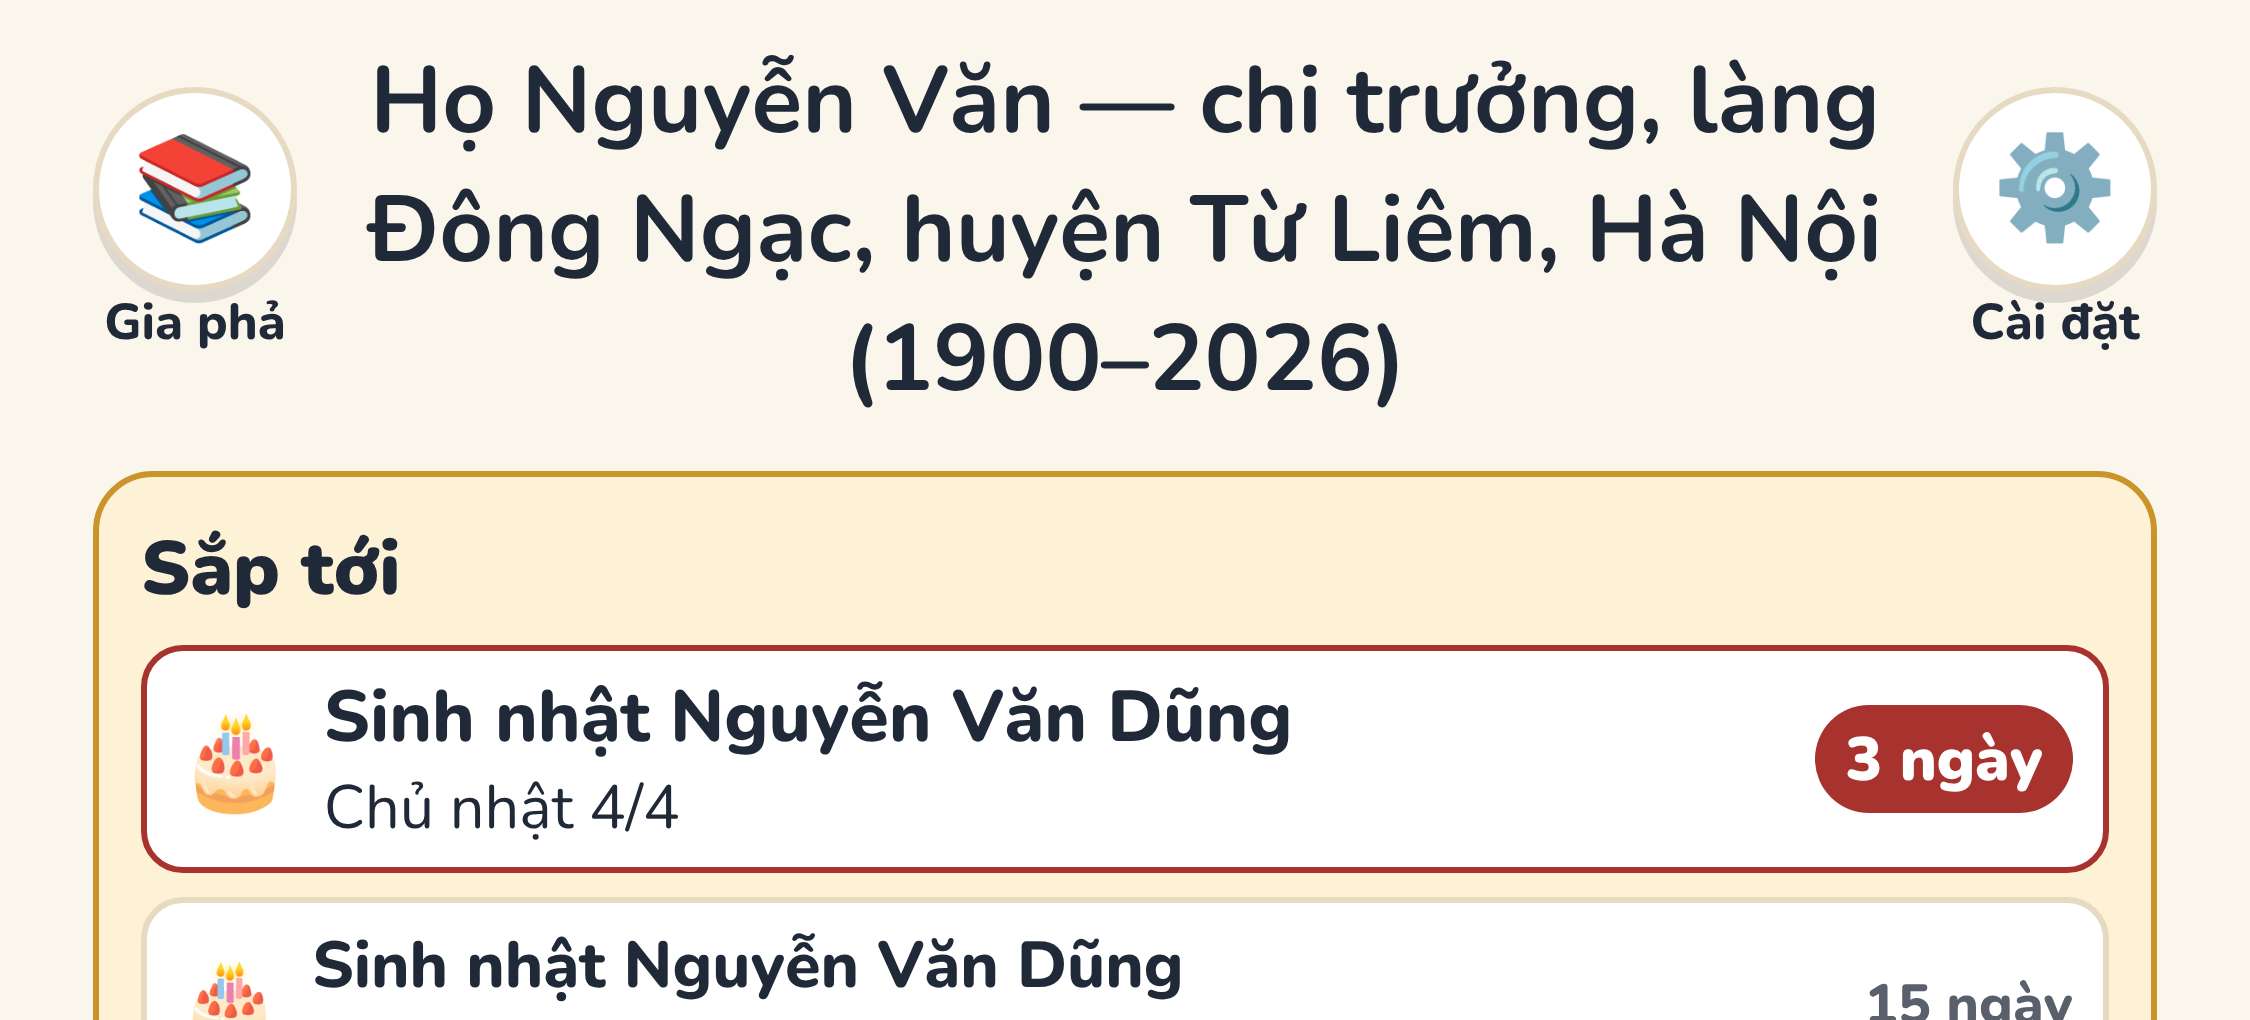 Họ Nguyễn Văn — chi trưởng, làng
Đông Ngạc, huyện Từ Liêm, Hà Nội
(1900–2026)
Gia phả
Cài đặt
Sắp tới
Sinh nhật Nguyễn Văn Dũng
Chủ nhật 4/4
3 ngày
Sinh nhật Nguyễn Văn Dũng
15 ngày